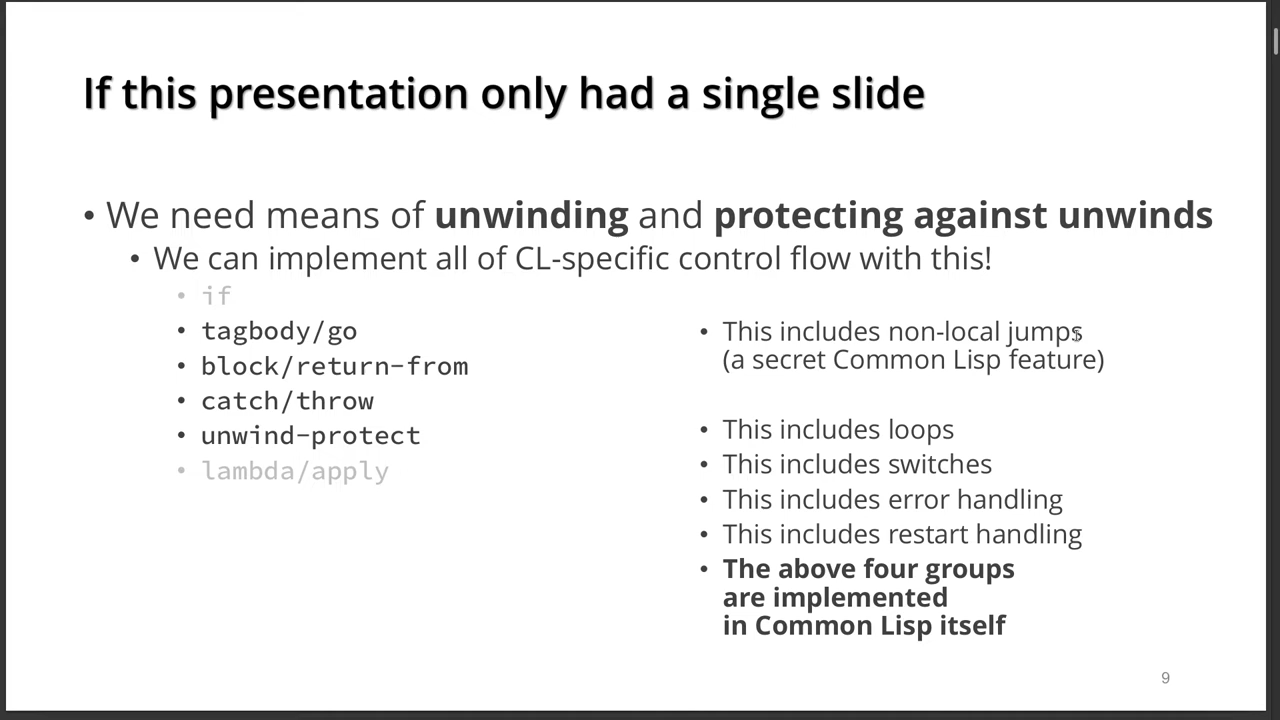 If this presentation only had a single slide
• We need means of unwinding and protecting against unwinds
• We can implement all of CL-specific control flow with this!
• if
• tagbody/go
• block/return-from
• catch/throw
• unwind-protect
• lambda/apply
• This includes non-local jumps
(a secret Common Lisp feature)
• This includes loops
• This includes switches
• This includes error handling
• This includes restart handling
• The above four groups
are implemented
in Common Lisp itself
9